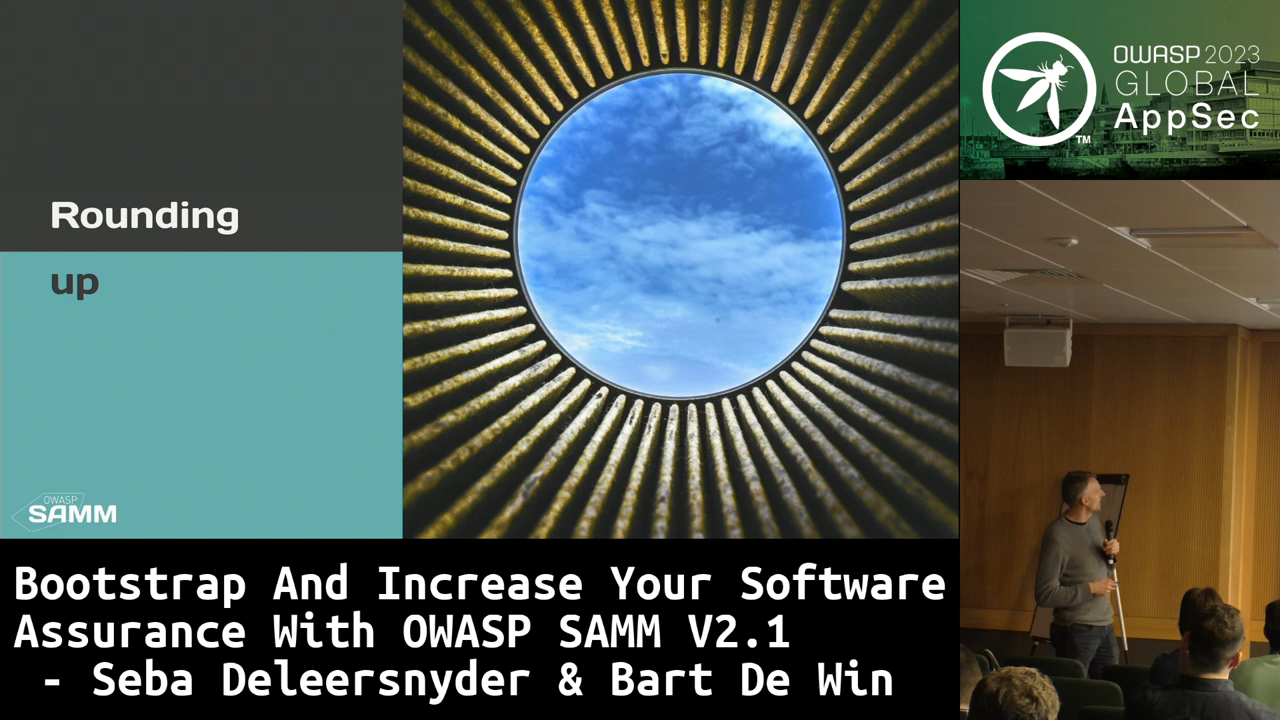 Rounding
up
OWASP
SAMM
OWASP 2023
GLOBAL
AppSec
TM
Bootstrap And Increase Your Software
Assurance With OWASP SAMM V2.1
- Seba Deleersnyder & Bart De Win